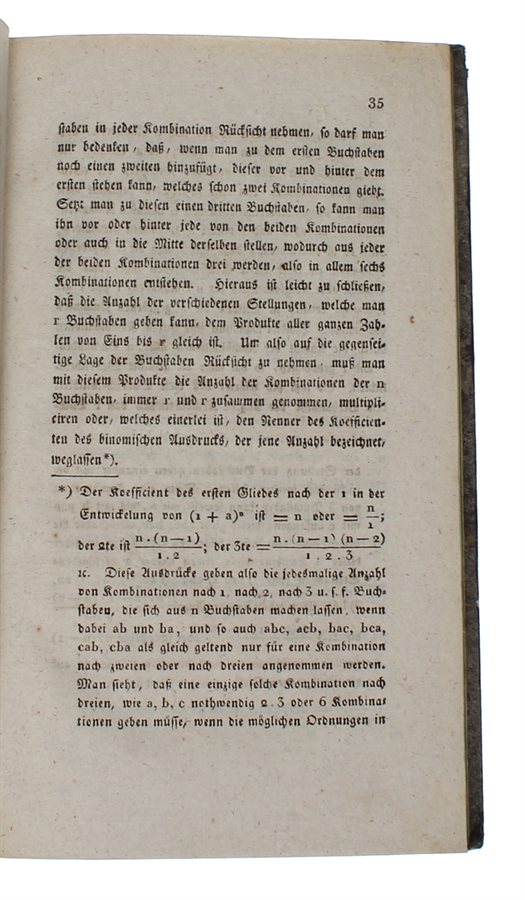 35
ſtaben in jeder Kombination Rückſicht nehmen, ſo darf man
nur bedenken, daß, wenn man zu dem erſten Buchſtaben
noch einen zweiten hinzufügt, dieſer vor und hinter dem
erſten ſtehen kann, welches ſchon zwei Kombinationen giebt.
Setzt man zu dieſen einen dritten Buchſtaben, ſo kann man
ihn vor oder hinter jede von den beiden Kombinationen
oder auch in die Mitte derſelben ſtellen, wodurch aus jeder
der beiden Kombinationen drei werden, alſo in allem ſechs
Kombinationen entſtehen. Hieraus iſt leicht zu ſchließen,
daß die Anzahl der verſchiedenen Stellungen, welche man
r Buchſtaben geben kann, dem Produkte aller ganzen Zah-
len von Eins bis r gleich iſt. Um alſo auf die gegenſei-
tige Lage der Buchſtaben Rückſicht zu nehmen, muß man
mit dieſem Produkte die Anzahl der Kombinationen der n
Buchſtaben, immer r und r zuſammen genommen, multipli-
ciren oder, welches einerlei iſt, den Nenner des Koefficien-
ten des binomiſchen Ausdrucks, der jene Anzahl bezeichnet,
weglaſſen*).
*) Der Koefficient des erſten Gliedes nach der 1 in der
Entwickelung von (1 + a)ⁿ iſt = n oder = n/1;
der 2te iſt n.(n—1)/1.2; der 3te = n.(n—1)(n—2)/1.2.3
ꝛc. Dieſe Ausdrücke geben alſo die jedesmalige Anzahl
von Kombinationen nach 1, nach 2, nach 3 u. ſ. f. Buch-
ſtaben, die ſich aus n Buchſtaben machen laſſen, wenn
dabei ab und ba, und ſo auch abc, acb, bac, bca,
cab, cba als gleich geltend nur für eine Kombination
nach zweien oder nach dreien angenommen werden.
Man ſieht, daß eine einzige ſolche Kombination nach
dreien, wie a, b, c nothwendig 2.3 oder 6 Kombina-
tionen geben müſſe, wenn die möglichen Ordnungen in